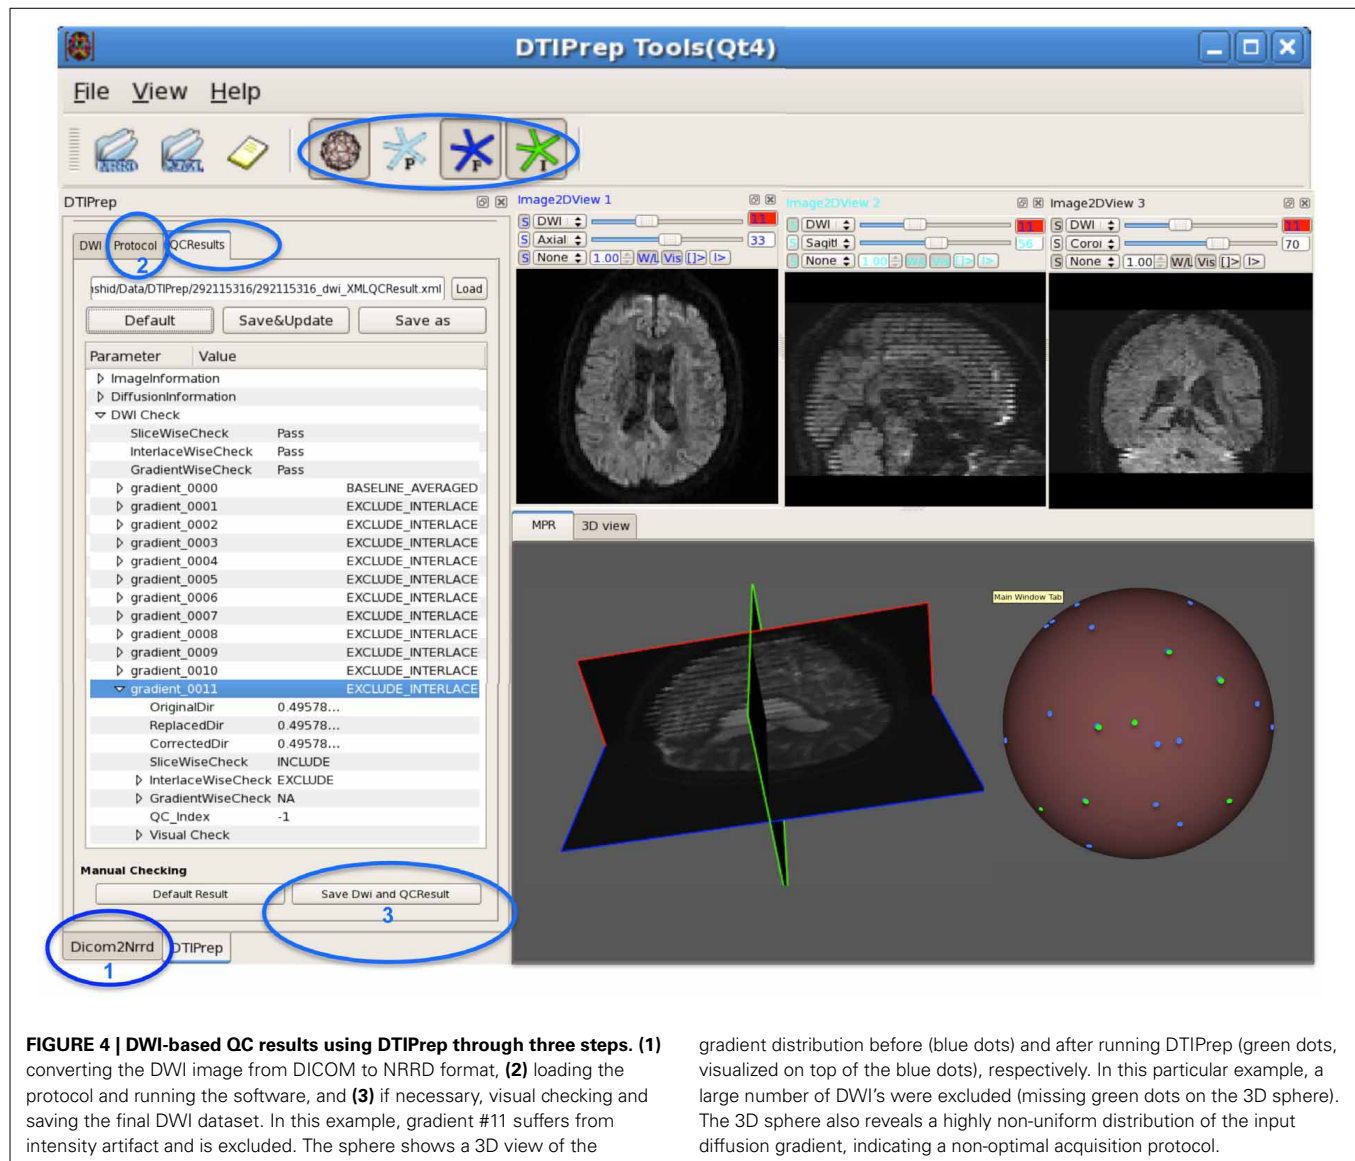 DTIPrep Tools(Qt4)
File View Help
NRRD XML P F I
DTIPrep
DWI Protocol QCResults
2
nshid/Data/DTIPrep/292115316/292115316_dwi_XMLQCResult.xml Load
Default Save&Update Save as
Parameter Value
ImageInformation
DiffusionInformation
DWI Check
SliceWiseCheck Pass
InterlaceWiseCheck Pass
GradientWiseCheck Pass
gradient_0000 BASELINE_AVERAGED
gradient_0001 EXCLUDE_INTERLACE
gradient_0002 EXCLUDE_INTERLACE
gradient_0003 EXCLUDE_INTERLACE
gradient_0004 EXCLUDE_INTERLACE
gradient_0005 EXCLUDE_INTERLACE
gradient_0006 EXCLUDE_INTERLACE
gradient_0007 EXCLUDE_INTERLACE
gradient_0008 EXCLUDE_INTERLACE
gradient_0009 EXCLUDE_INTERLACE
gradient_0010 EXCLUDE_INTERLACE
gradient_0011 EXCLUDE_INTERLACE
OriginalDir 0.49578...
ReplacedDir 0.49578...
CorrectedDir 0.49578...
SliceWiseCheck INCLUDE
InterlaceWiseCheck EXCLUDE
GradientWiseCheck NA
QC_Index -1
Visual Check
Manual Checking
Default Result Save Dwi and QCResult
3
Dicom2Nrrd DTIPrep
1
Image2DView 1
S DWI 11
S Axial 33
S None 1.00 W/L Vis []> I>
Image2DView 2
S DWI 11
S Sagitt 56
S None 1.00 W/L Vis []> I>
Image2DView 3
S DWI 11
S Coroi 70
S None 1.00 W/L Vis []> I>
MPR 3D view
Main Window Tab
FIGURE 4 | DWI-based QC results using DTIPrep through three steps. (1)
converting the DWI image from DICOM to NRRD format, (2) loading the
protocol and running the software, and (3) if necessary, visual checking and
saving the final DWI dataset. In this example, gradient #11 suffers from
intensity artifact and is excluded. The sphere shows a 3D view of the
gradient distribution before (blue dots) and after running DTIPrep (green dots,
visualized on top of the blue dots), respectively. In this particular example, a
large number of DWI's were excluded (missing green dots on the 3D sphere).
The 3D sphere also reveals a highly non-uniform distribution of the input
diffusion gradient, indicating a non-optimal acquisition protocol.